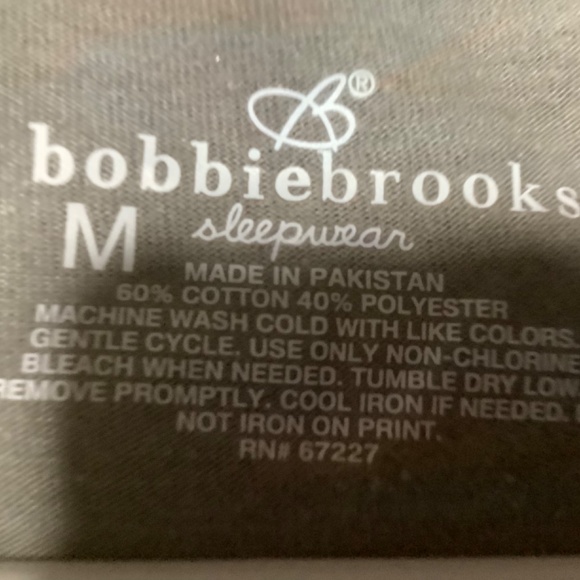 B®
bobbiebrooks
M sleepwear
MADE IN PAKISTAN
60% COTTON 40% POLYESTER
MACHINE WASH COLD WITH LIKE COLORS.
GENTLE CYCLE. USE ONLY NON-CHLORINE
BLEACH WHEN NEEDED. TUMBLE DRY LOW
REMOVE PROMPTLY. COOL IRON IF NEEDED.
NOT IRON ON PRINT.
RN# 67227